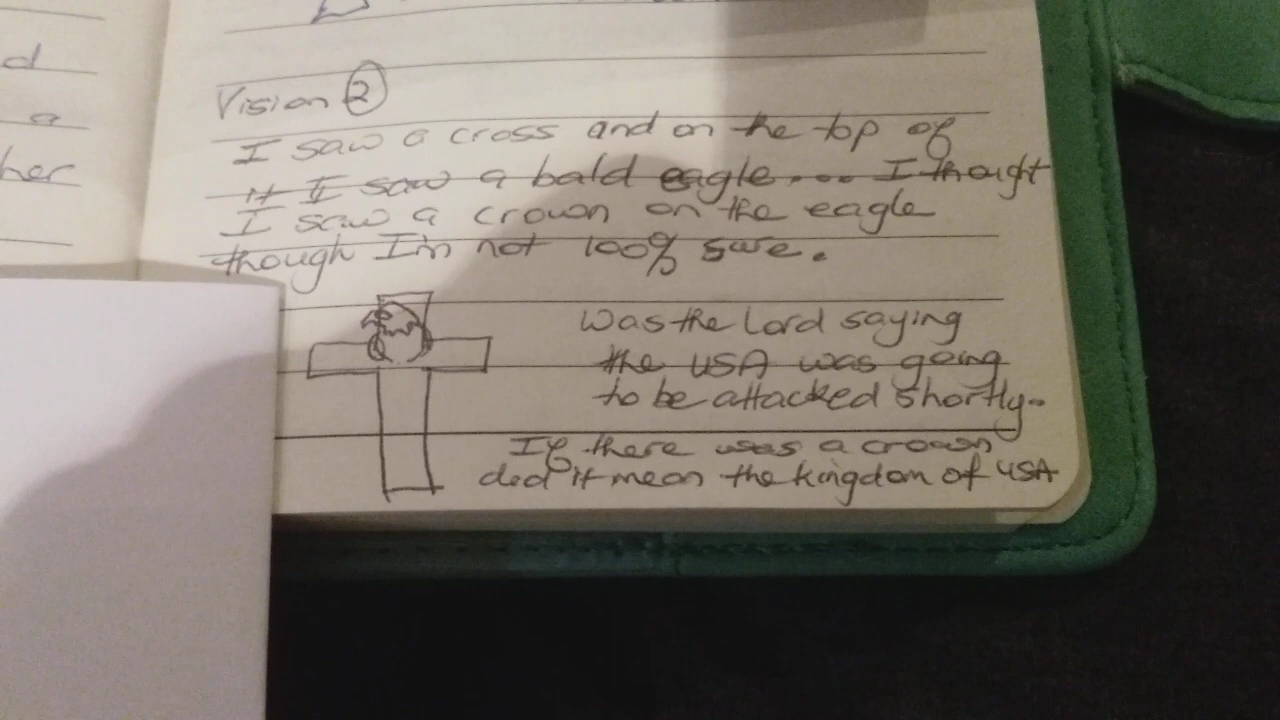 d
a
her
Vision 2
I saw a cross and on the top of
it I saw a bald eagle.... I thought
I saw a crown on the eagle
though I'm not 100% sure.
Was the Lord saying
the USA was going
to be attacked shortly.
If there was a crown
did it mean the kingdom of USA